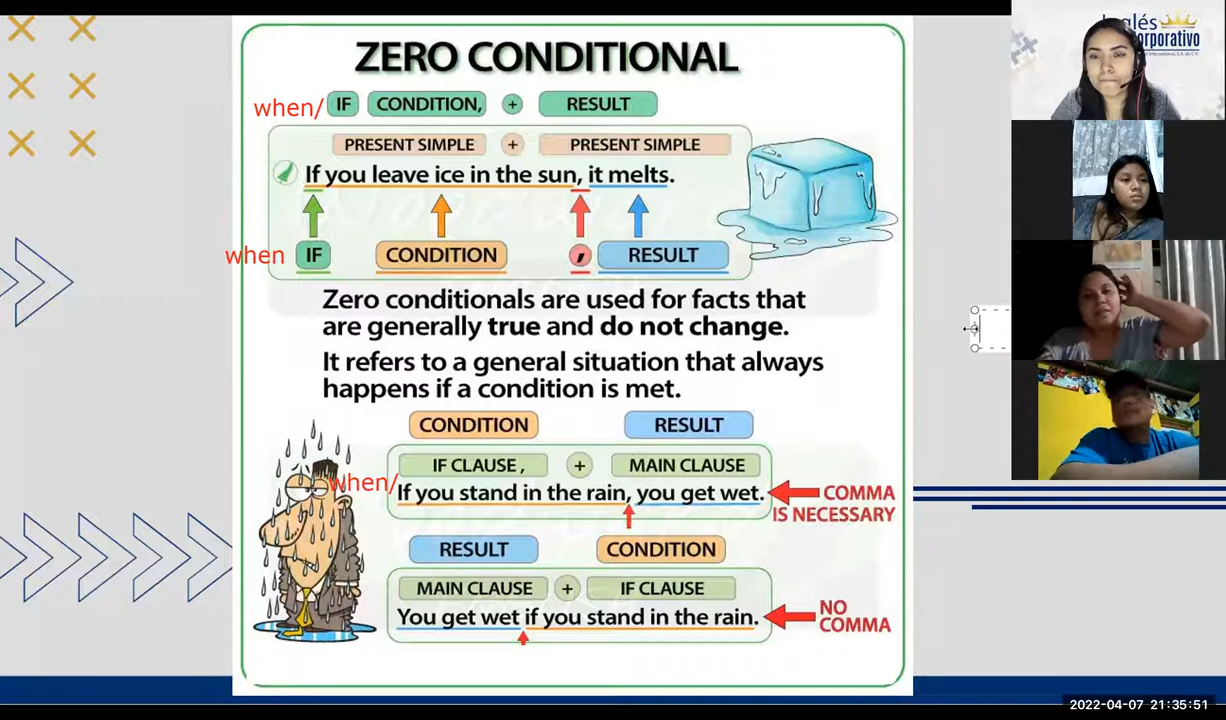 ZERO CONDITIONAL
when/ IF CONDITION, + RESULT
PRESENT SIMPLE + PRESENT SIMPLE
If you leave ice in the sun, it melts.
when IF CONDITION , RESULT
Zero conditionals are used for facts that
are generally true and do not change.
It refers to a general situation that always
happens if a condition is met.
CONDITION RESULT
IF CLAUSE , + MAIN CLAUSE
when/ If you stand in the rain, you get wet.
COMMA
IS NECESSARY
RESULT CONDITION
MAIN CLAUSE + IF CLAUSE
You get wet if you stand in the rain.
NO
COMMA
Inglés
orporativo
2022-04-07 21:35:51